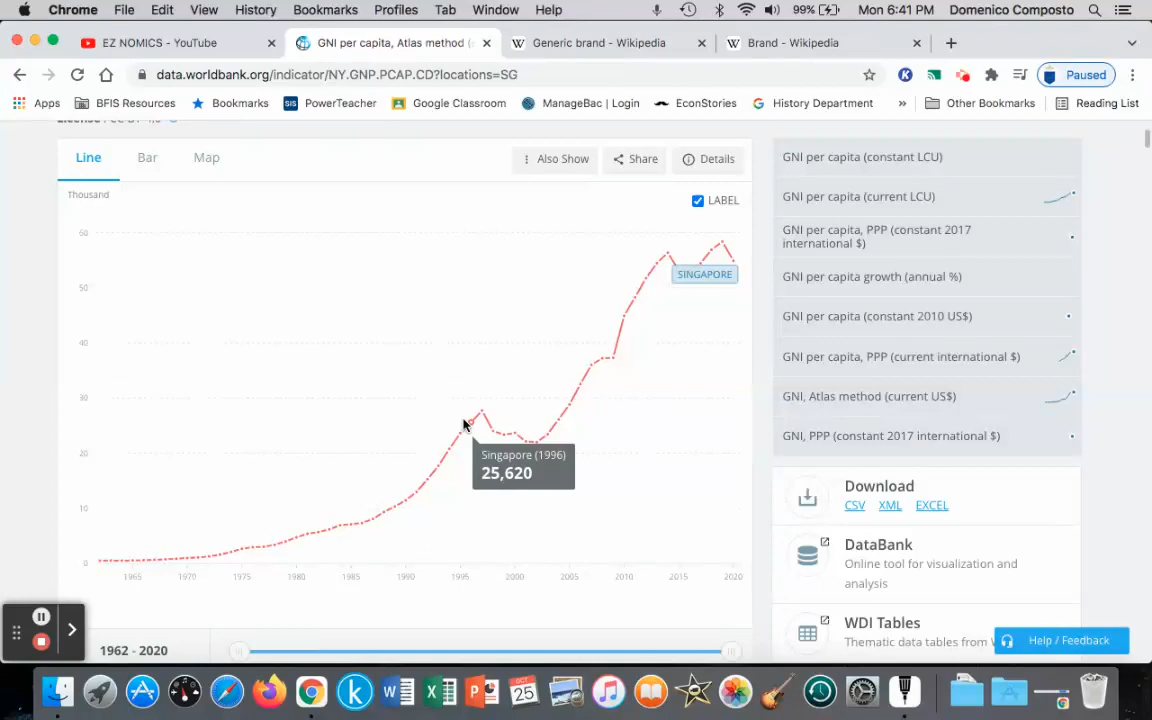 Chrome File Edit View History Bookmarks Profiles Tab Window Help 99% Mon 6:41 PM Domenico Composto
EZ NOMICS - YouTube GNI per capita, Atlas method ( Generic brand - Wikipedia Brand - Wikipedia
data.worldbank.org/indicator/NY.GNP.PCAP.CD?locations=SG Paused
Apps BFIS Resources Bookmarks SIS PowerTeacher Google Classroom ManageBac | Login EconStories History Department » Other Bookmarks Reading List
Line Bar Map Also Show Share Details
Thousand
LABEL
60
50
40
30
20
10
0
SINGAPORE
Singapore (1996)
25,620
1965 1970 1975 1980 1985 1990 1995 2000 2005 2010 2015 2020
1962 - 2020
GNI per capita (constant LCU)
GNI per capita (current LCU)
GNI per capita, PPP (constant 2017
international $)
GNI per capita growth (annual %)
GNI per capita (constant 2010 US$)
GNI per capita, PPP (current international $)
GNI, Atlas method (current US$)
GNI, PPP (constant 2017 international $)
Download
CSV XML EXCEL
DataBank
Online tool for visualization and
analysis
WDI Tables
Thematic data tables from
Help / Feedback
OCT
25